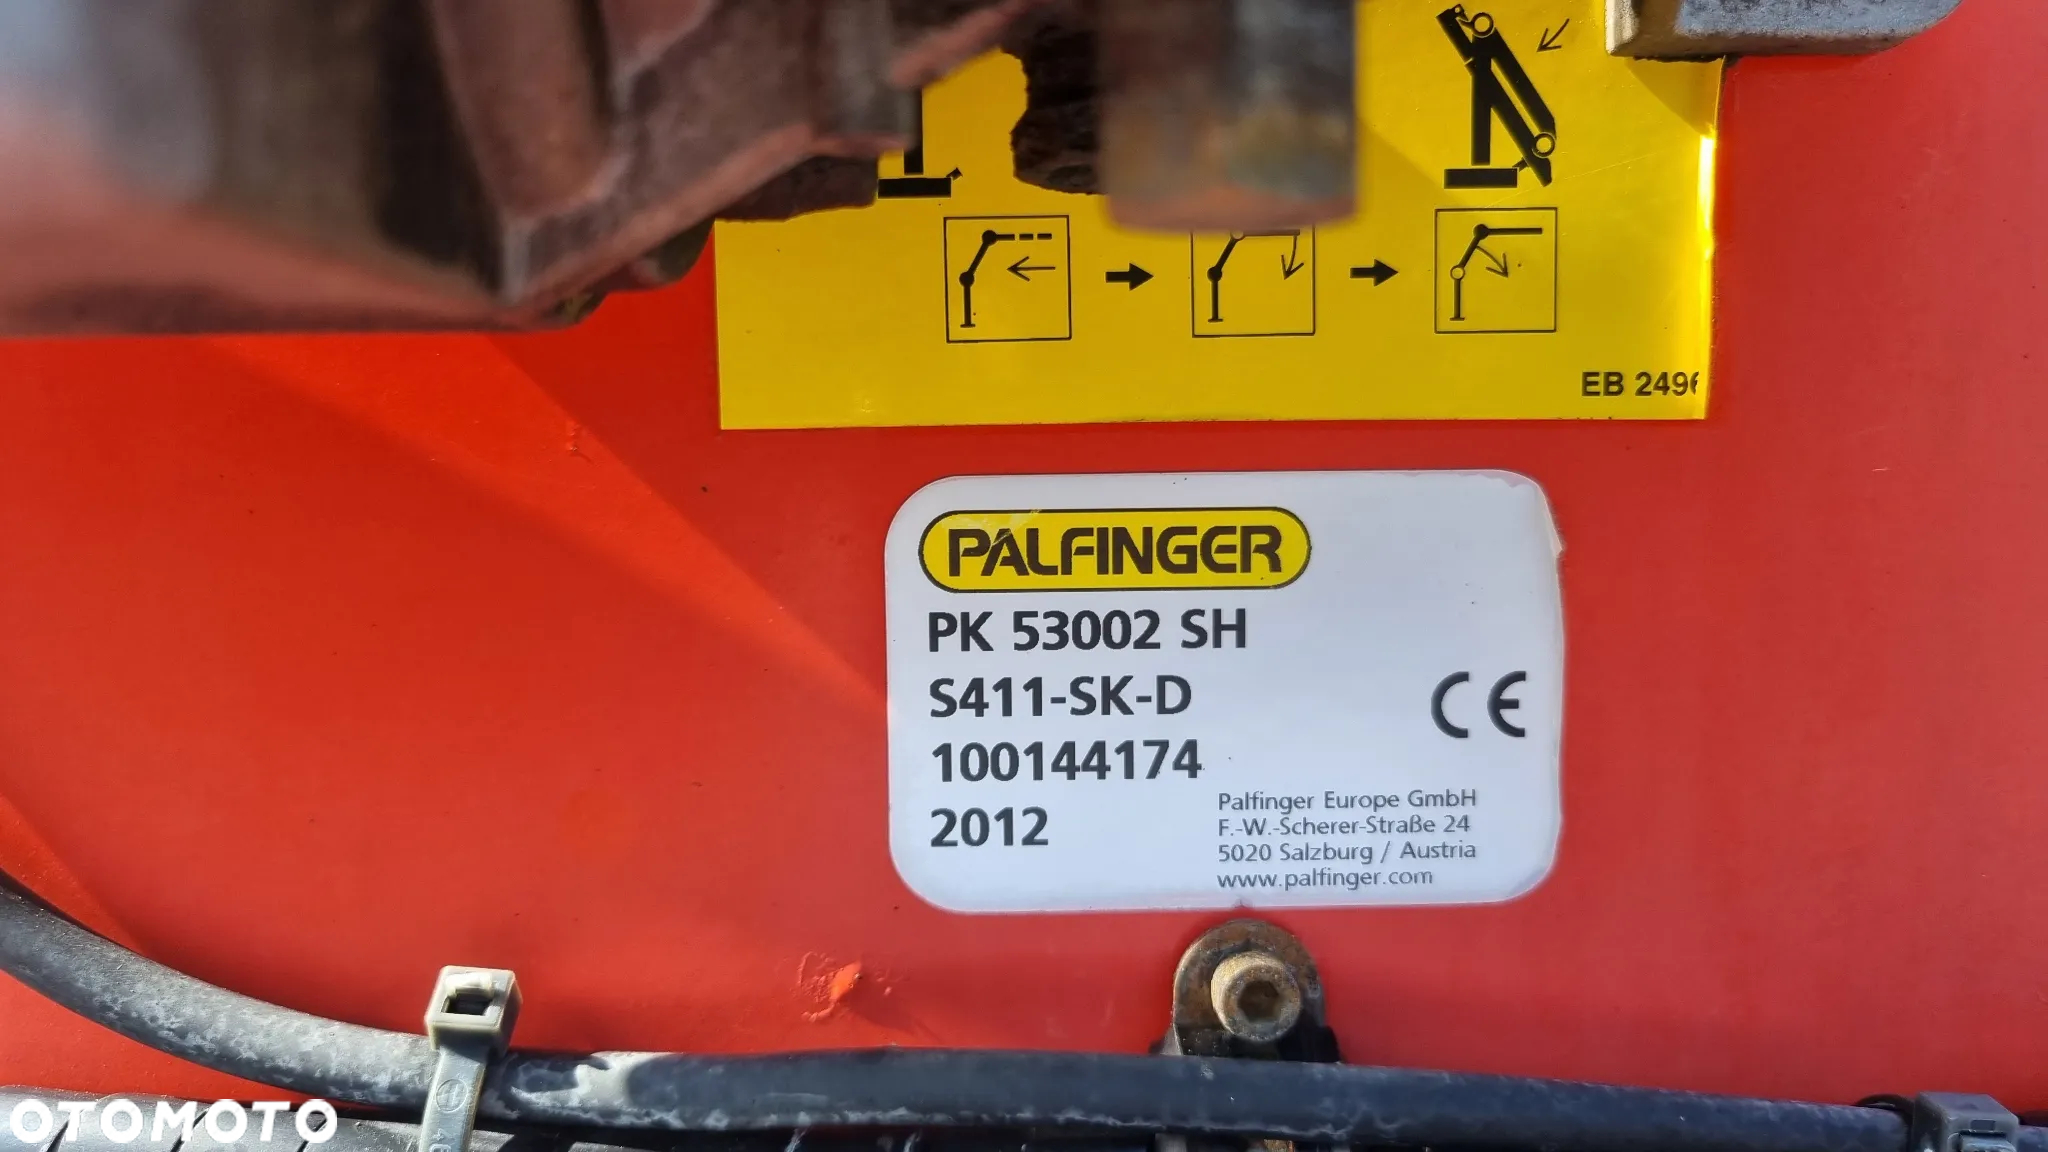 EB 2496
PALFINGER
PK 53002 SH
S411-SK-D
100144174
2012
CE
Palfinger Europe GmbH
F.-W.-Scherer-Straße 24
5020 Salzburg / Austria
www.palfinger.com
OTOMOTO